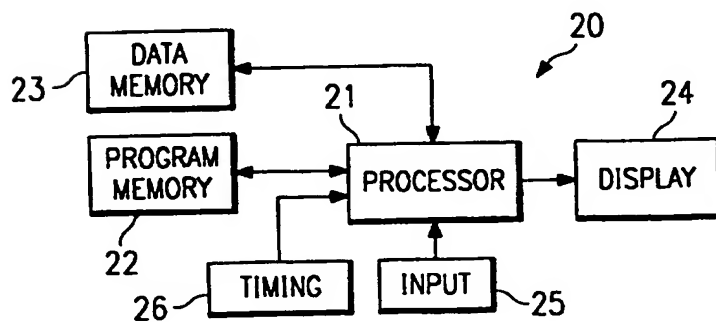 20
DATA
MEMORY
23
21
24
PROGRAM
MEMORY
22
PROCESSOR
DISPLAY
TIMING
26
INPUT
25